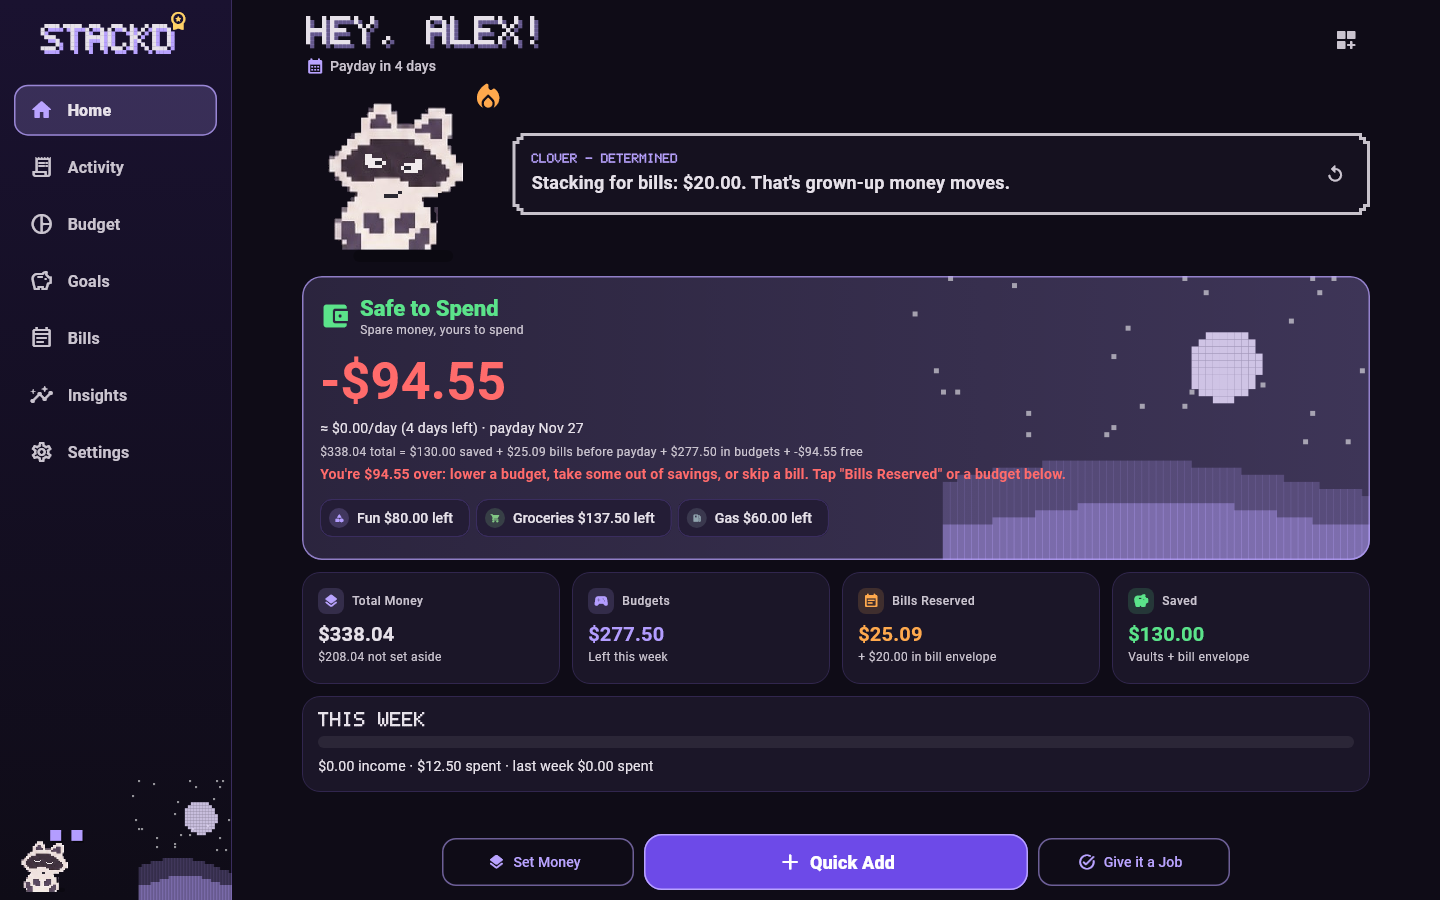 STACKD
Home
Activity
Budget
Goals
Bills
Insights
Settings
HEY, ALEX!
Payday in 4 days
CLOVER — DETERMINED
Stacking for bills: $20.00. That's grown-up money moves.
Safe to Spend
Spare money, yours to spend
-$94.55
≈ $0.00/day (4 days left) · payday Nov 27
$338.04 total = $130.00 saved + $25.09 bills before payday + $277.50 in budgets + -$94.55 free
You're $94.55 over: lower a budget, take some out of savings, or skip a bill. Tap "Bills Reserved" or a budget below.
Fun $80.00 left
Groceries $137.50 left
Gas $60.00 left
Total Money
$338.04
$208.04 not set aside
Budgets
$277.50
Left this week
Bills Reserved
$25.09
+ $20.00 in bill envelope
Saved
$130.00
Vaults + bill envelope
THIS WEEK
$0.00 income · $12.50 spent · last week $0.00 spent
Set Money
Quick Add
Give it a Job